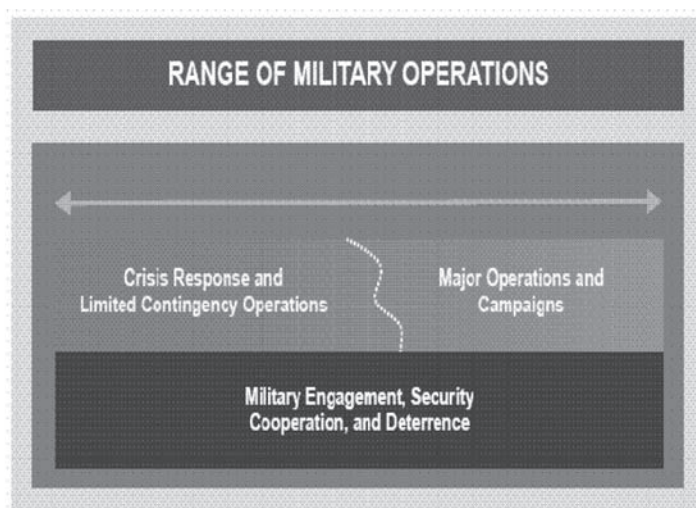 RANGE OF MILITARY OPERATIONS
Crisis Response and
Limited Contingency Operations
Major Operations and
Campaigns
Military Engagement, Security
Cooperation, and Deterrence